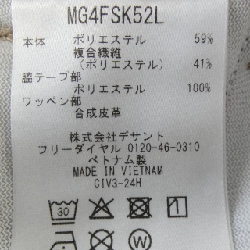 MG4FSK52L
本体 ポリエステル 59%
複合繊維
(ポリエステル) 41%
脇テープ部
ポリエステル 100%
ワッペン部
合成皮革
株式会社デサント
フリーダイヤル 0120-46-0310
ベトナム製
MADE IN VIETNAM
CIV3-24H
30